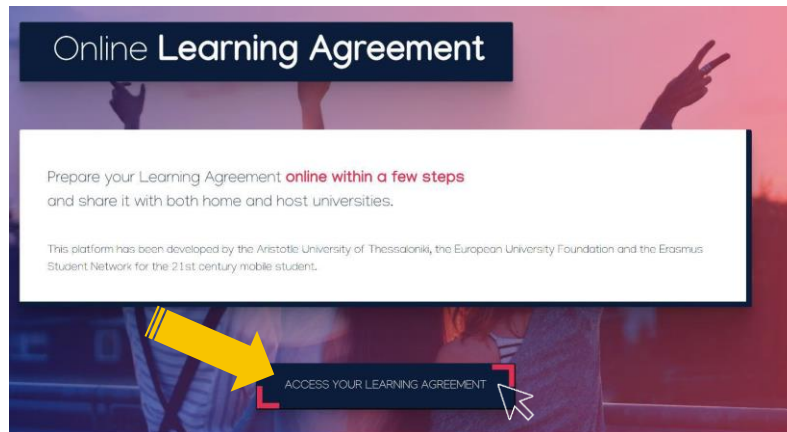 Online Learning Agreement
Prepare your Learning Agreement online within a few steps
and share it with both home and host universities.
This platform has been developed by the Aristotle University of Thessaloniki, the European University Foundation and the Erasmus
Student Network for the 21st century mobile student.
ACCESS YOUR LEARNING AGREEMENT